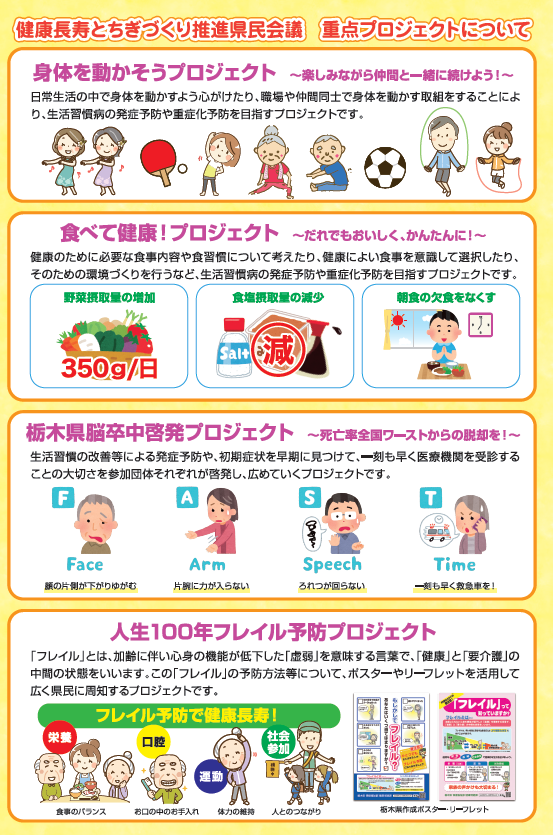 健康長寿とちぎづくり推進県民会議　重点プロジェクトについて
身体を動かそうプロジェクト　～楽しみながら仲間と一緒に続けよう！～
日常生活の中で身体を動かすよう心がけたり、職場や仲間同士で身体を動かす取組をすることによ
り、生活習慣病の発症予防や重症化予防を目指すプロジェクトです。
食べて健康！プロジェクト　～だれでもおいしく、かんたんに！～
健康のために必要な食事内容や食習慣について考えたり、健康によい食事を意識して選択したり、
そのための環境づくりを行うなど、生活習慣病の発症予防や重症化予防を目指すプロジェクトです。
野菜摂取量の増加
350g/日
食塩摂取量の減少
Salt
減
朝食の欠食をなくす
栃木県脳卒中啓発プロジェクト　～死亡率全国ワーストからの脱却を！～
生活習慣の改善等による発症予防や、初期症状を早期に見つけて、一刻も早く医療機関を受診する
ことの大切さを参加団体それぞれが啓発し、広めていくプロジェクトです。
F
Face
顔の片側が下がりゆがむ
A
Arm
片腕に力が入らない
S
Speech
ろれつが回らない
T
Time
一刻も早く救急車を！
人生100年フレイル予防プロジェクト
「フレイル」とは、加齢に伴い心身の機能が低下した「虚弱」を意味する言葉で、「健康」と「要介護」の
中間の状態をいいます。この「フレイル」の予防方法等について、ポスターやリーフレットを活用して
広く県民に周知するプロジェクトです。
フレイル予防で健康長寿！
栄養
食事のバランス
口腔
お口の中のお手入れ
運動
体力の維持
社会
参加
人とのつながり
もしかして
フレイル？
「フレイル」って
知っていますか？
栃木県作成ポスター・リーフレット